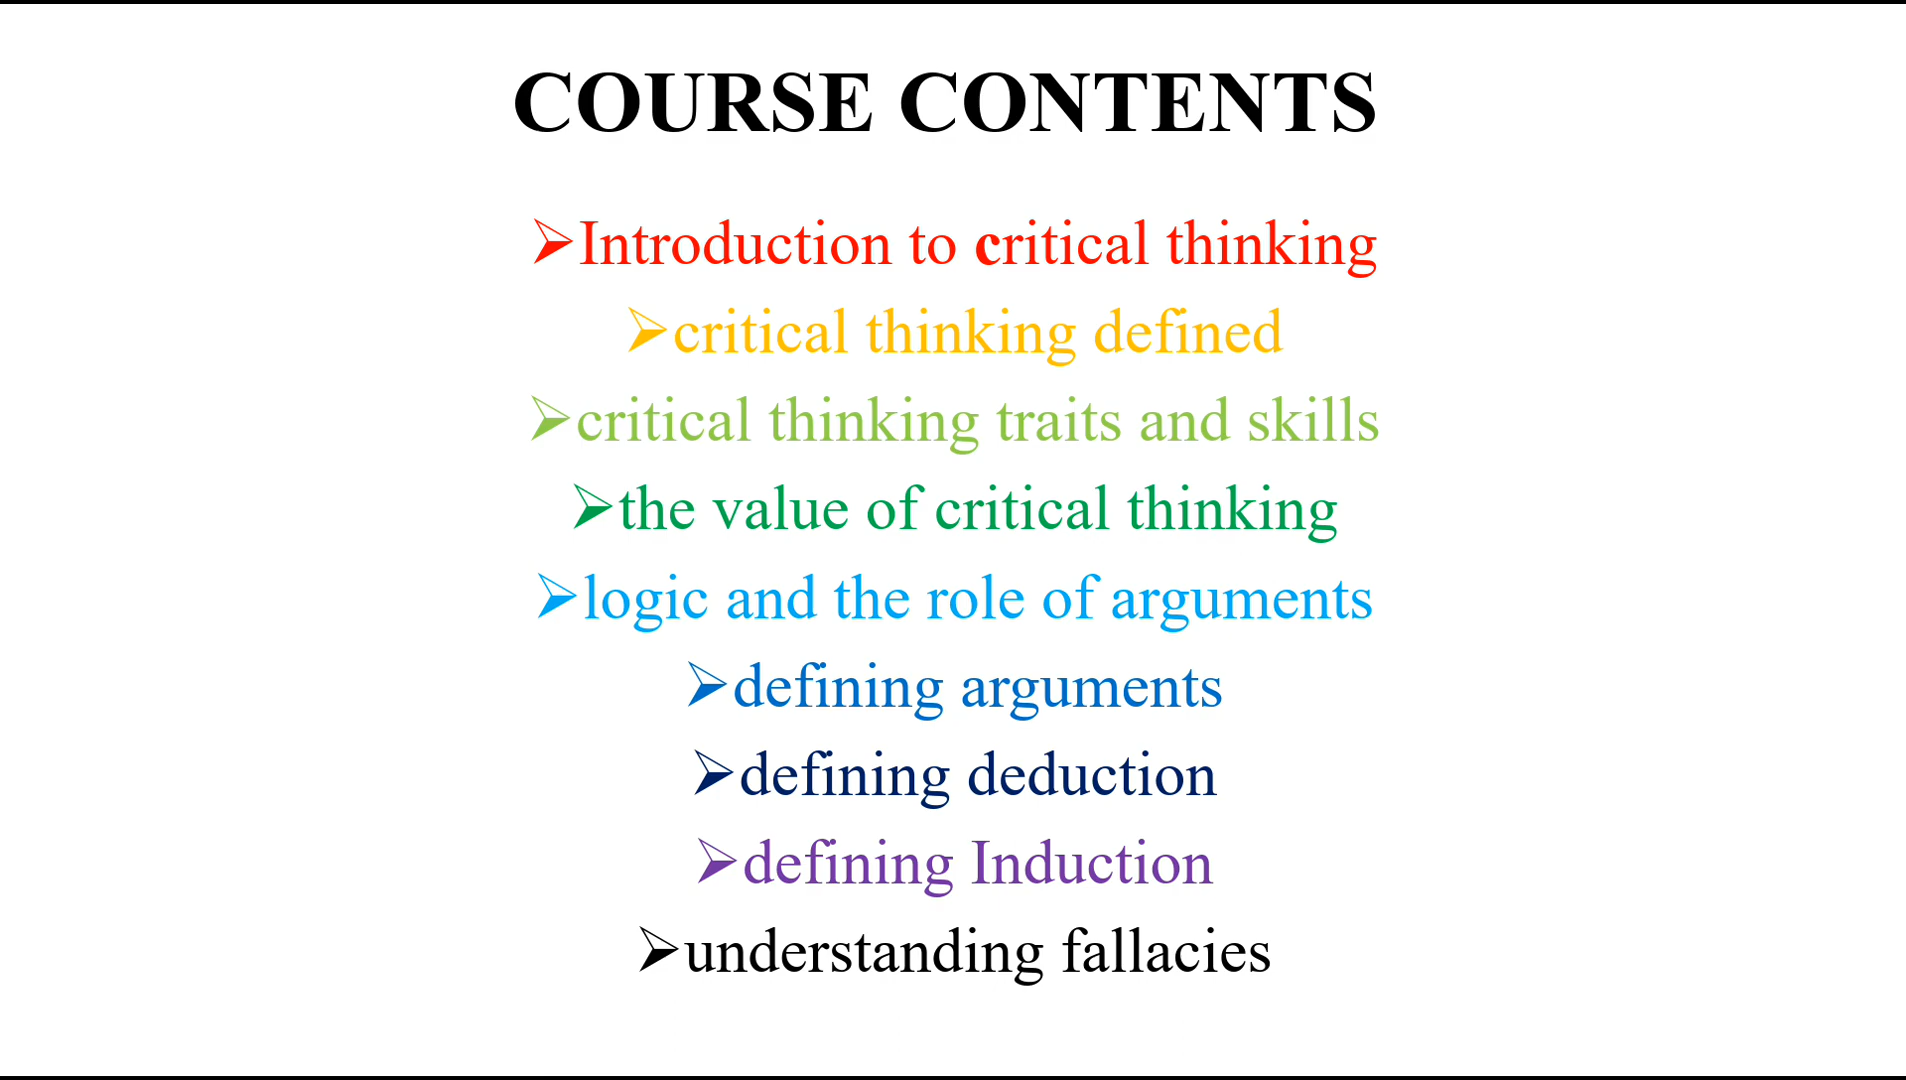 COURSE CONTENTS
➢Introduction to critical thinking
➢critical thinking defined
➢critical thinking traits and skills
➢the value of critical thinking
➢logic and the role of arguments
➢defining arguments
➢defining deduction
➢defining Induction
➢understanding fallacies